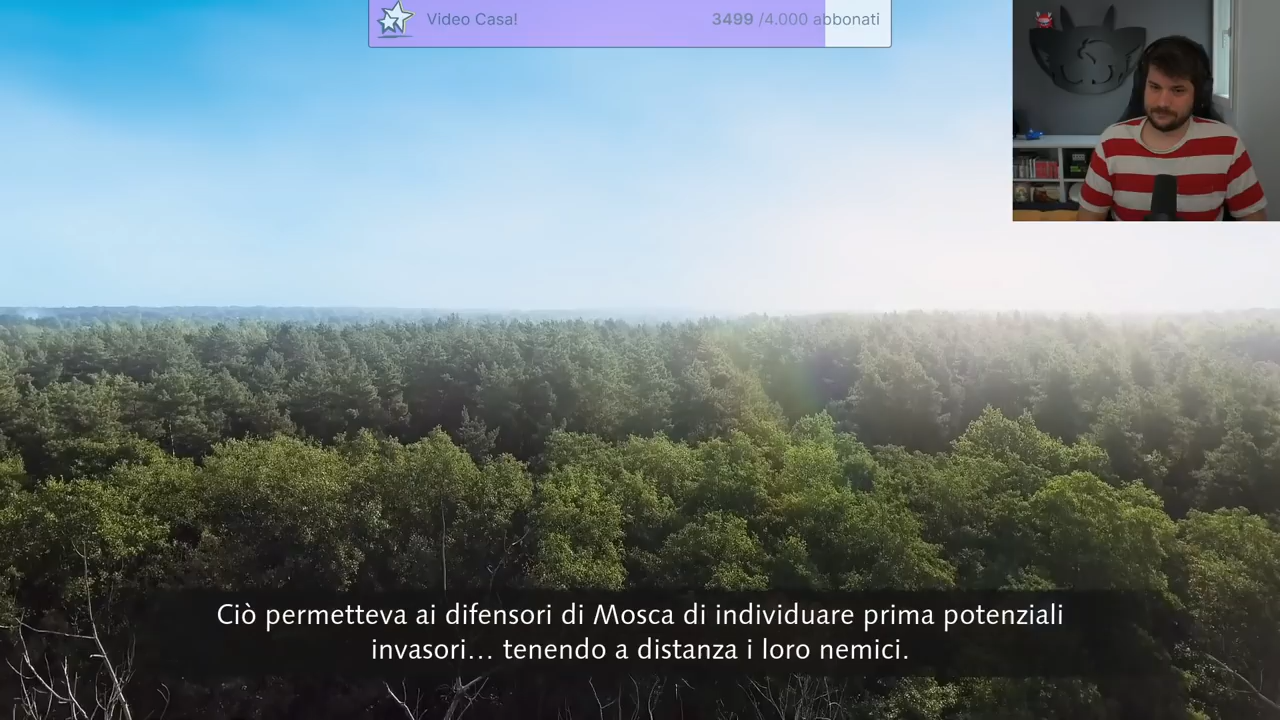 Video Casa!
3499 /4.000 abbonati
Ciò permetteva ai difensori di Mosca di individuare prima potenziali
invasori... tenendo a distanza i loro nemici.